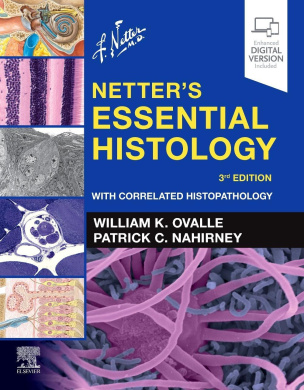 F. Netter M.D.
Enhanced
DIGITAL
VERSION
Included
NETTER'S
ESSENTIAL
HISTOLOGY
3rd EDITION
WITH CORRELATED HISTOPATHOLOGY
WILLIAM K. OVALLE
PATRICK C. NAHIRNEY
ELSEVIER